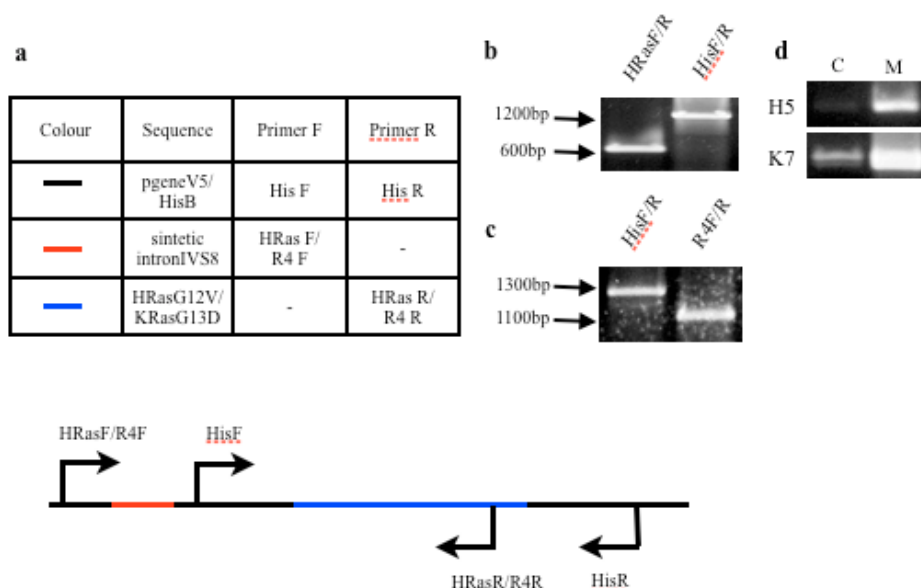 a
Colour Sequence Primer F Primer R
pgeneV5/
HisB
His F
His R
sintetic
intronIVS8
HRas F/
R4 F
-
HRasG12V/
KRasG13D
-
HRas R/
R4 R
b
HRasF/R
HisF/R
1200bp
600bp
c
HisF/R
R4F/R
1300bp
1100bp
d
C M
H5
K7
HRasF/R4F
HisF
HRasR/R4R
HisR